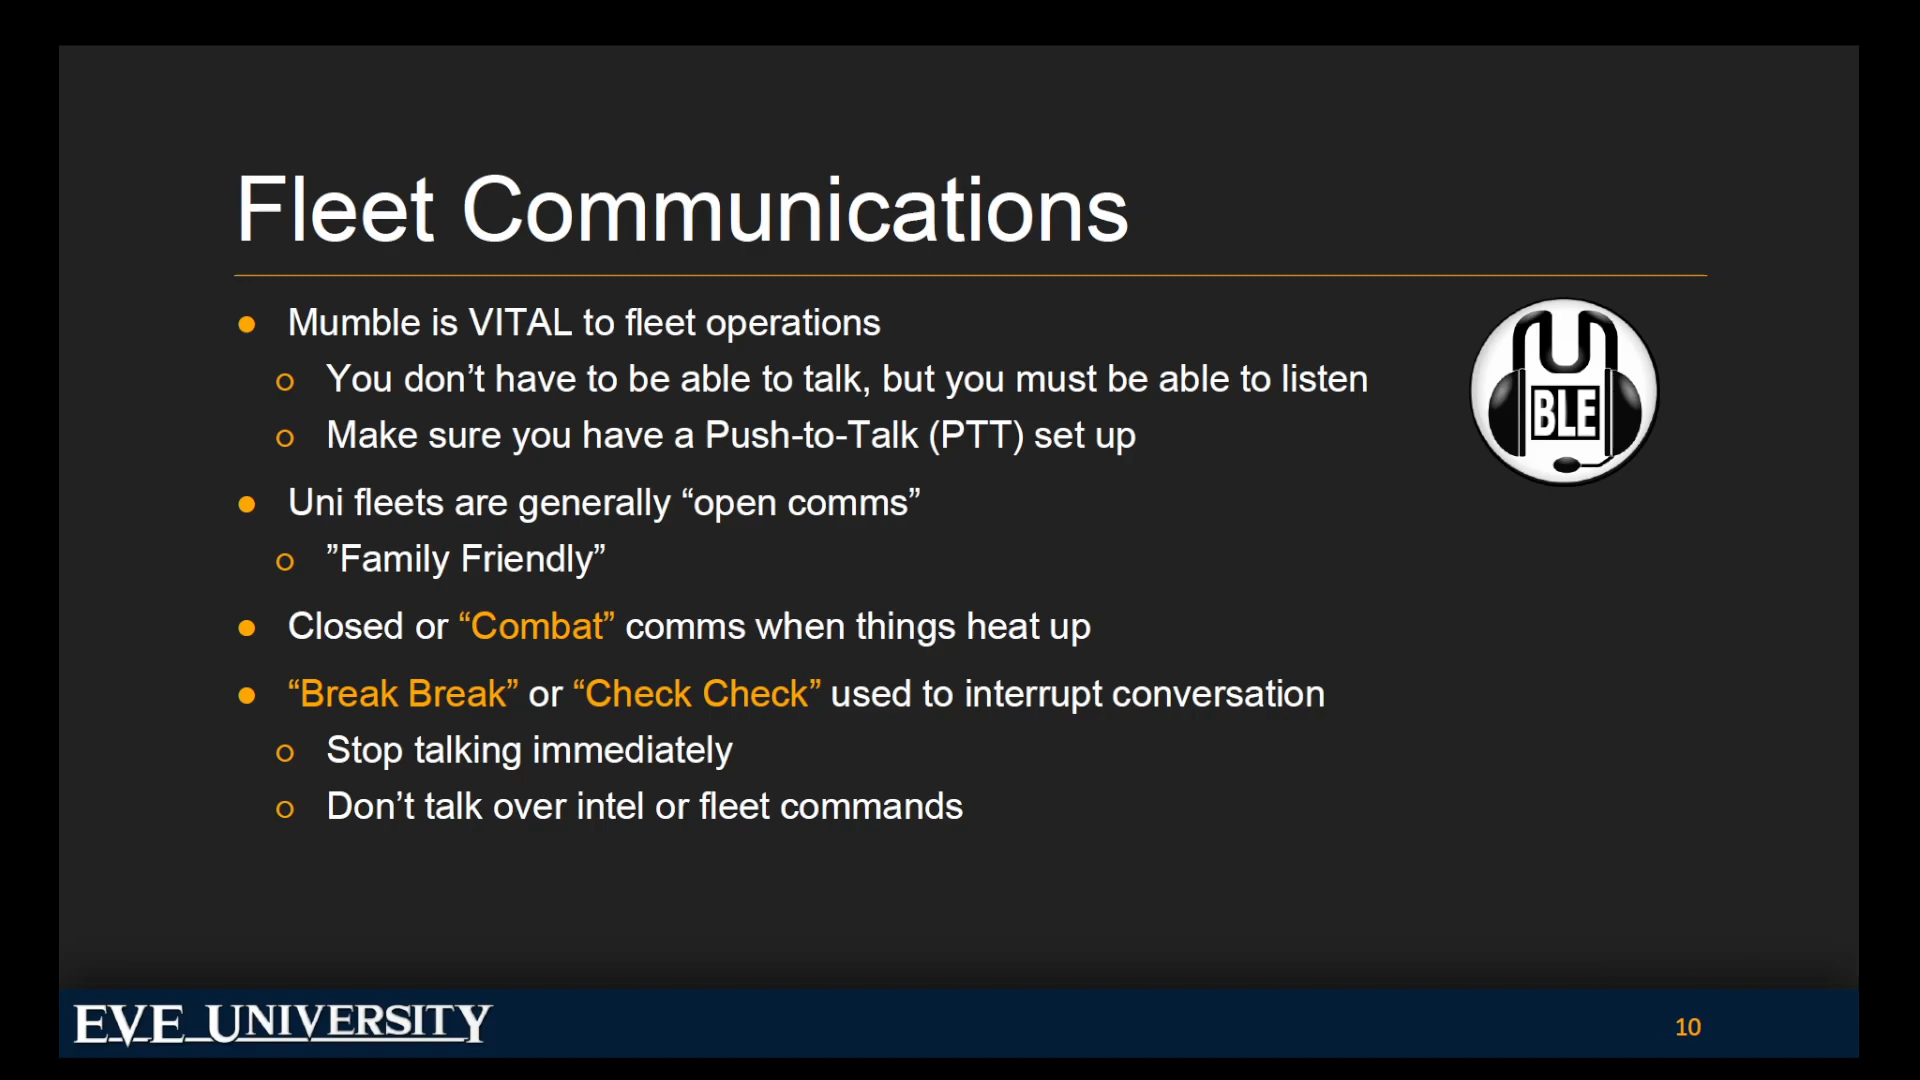 Fleet Communications
● Mumble is VITAL to fleet operations
o You don’t have to be able to talk, but you must be able to listen
o Make sure you have a Push-to-Talk (PTT) set up
● Uni fleets are generally “open comms”
o ”Family Friendly”
● Closed or “Combat” comms when things heat up
● “Break Break” or “Check Check” used to interrupt conversation
o Stop talking immediately
o Don’t talk over intel or fleet commands
BLE
EVE UNIVERSITY
10